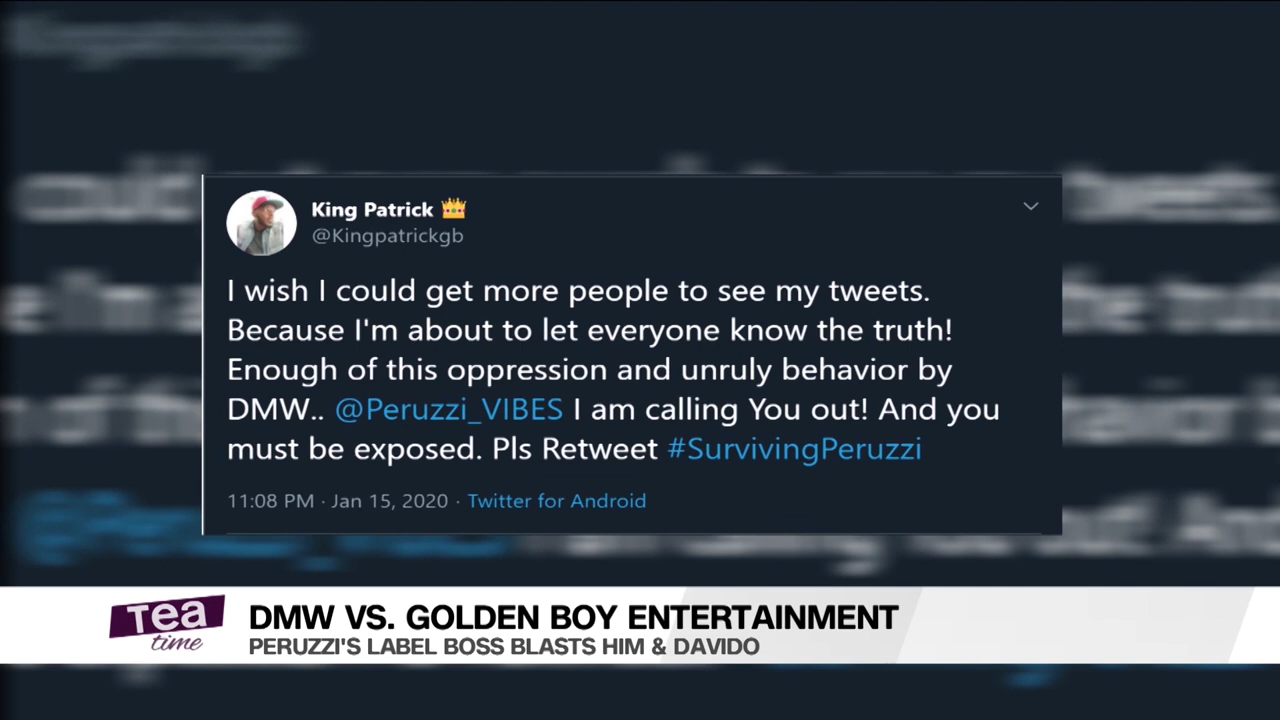 King Patrick 👑
@Kingpatrickgb
I wish I could get more people to see my tweets.
Because I'm about to let everyone know the truth!
Enough of this oppression and unruly behavior by
DMW.. @Peruzzi_VIBES I am calling You out! And you
must be exposed. Pls Retweet #SurvivingPeruzzi
11:08 PM · Jan 15, 2020 · Twitter for Android
Tea
time
DMW VS. GOLDEN BOY ENTERTAINMENT
PERUZZI'S LABEL BOSS BLASTS HIM & DAVIDO